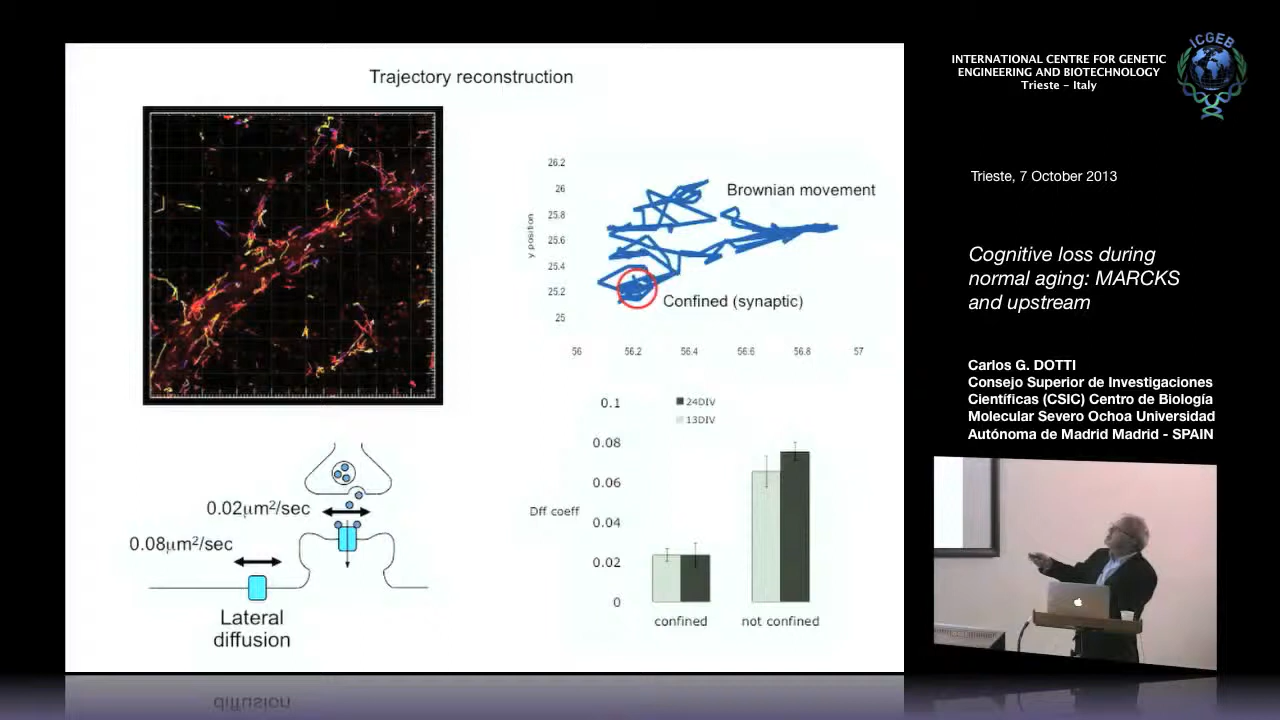 Trajectory reconstruction
26.2
26
25.8
25.6
25.4
25.2
25
y position
Brownian movement
Confined (synaptic)
56
56.2
56.4
56.6
56.8
57
0.02µm²/sec
0.08µm²/sec
Lateral
diffusion
0.1
0.08
0.06
0.04
0.02
0
Dff coeff
24DIV
13DIV
confined
not confined
INTERNATIONAL CENTRE FOR GENETIC
ENGINEERING AND BIOTECHNOLOGY
Trieste - Italy
ICGEB
Trieste, 7 October 2013
Cognitive loss during
normal aging: MARCKS
and upstream
Carlos G. DOTTI
Consejo Superior de Investigaciones
Científicas (CSIC) Centro de Biología
Molecular Severo Ochoa Universidad
Autónoma de Madrid Madrid - SPAIN
diffusion